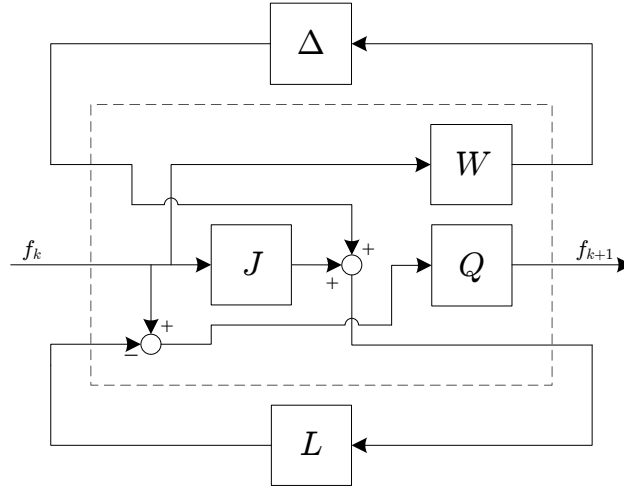 Δ
W
f_k
J
+
+
Q
f_{k+1}
+
−
L